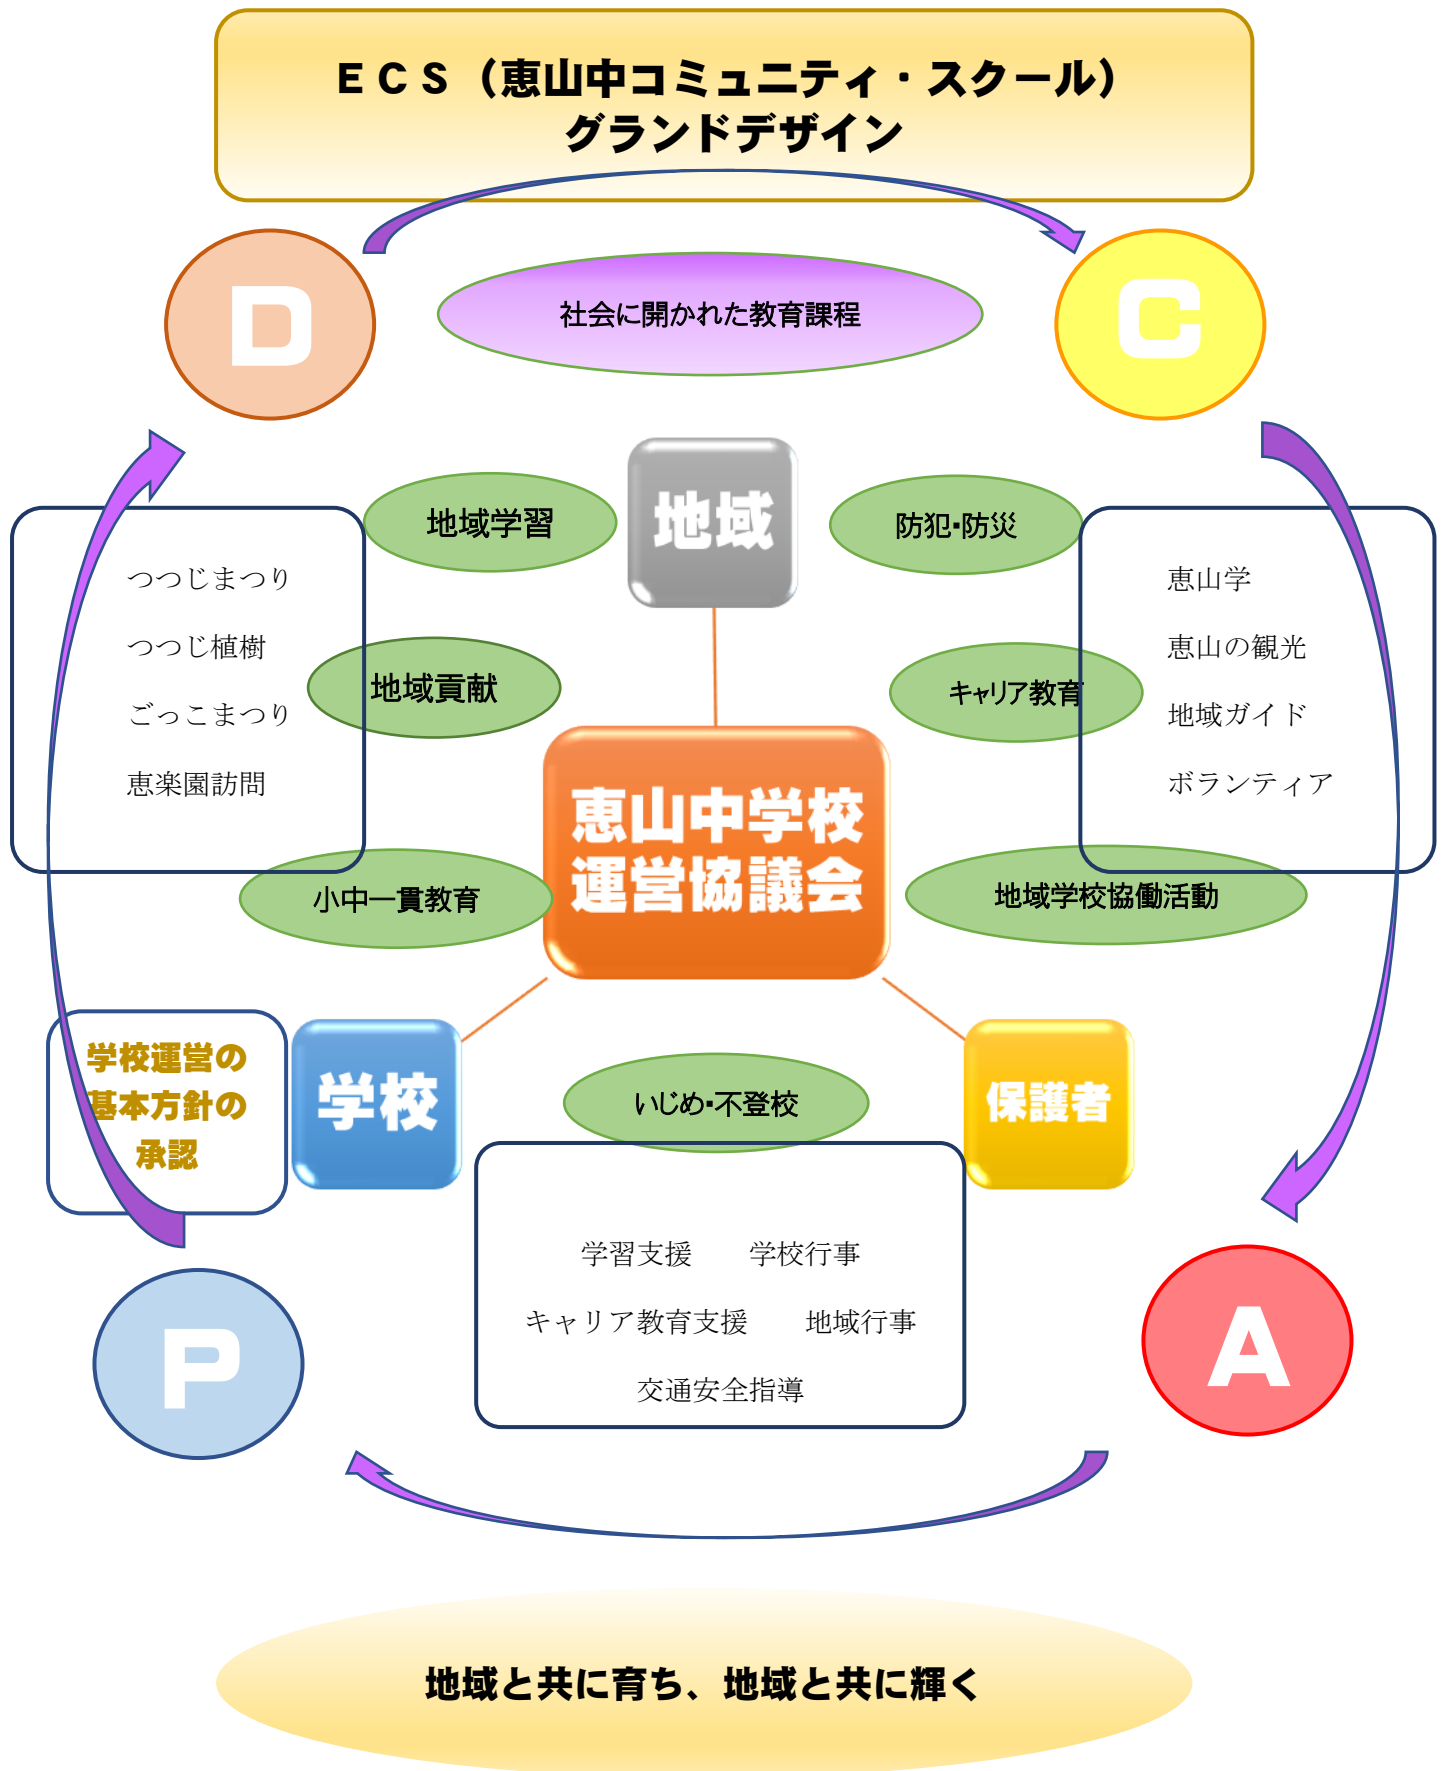 ＥＣＳ（恵山中コミュニティ・スクール）
グランドデザイン
D
C
社会に開かれた教育課程
地域
地域学習
防犯・防災
つつじまつり
つつじ植樹
ごっこまつり
恵楽園訪問
地域貢献
キャリア教育
恵山学
恵山の観光
地域ガイド
ボランティア
恵山中学校
運営協議会
小中一貫教育
地域学校協働活動
学校運営の
基本方針の
承認
学校
いじめ・不登校
保護者
学習支援　　学校行事
キャリア教育支援　　地域行事
交通安全指導
P
A
地域と共に育ち、地域と共に輝く